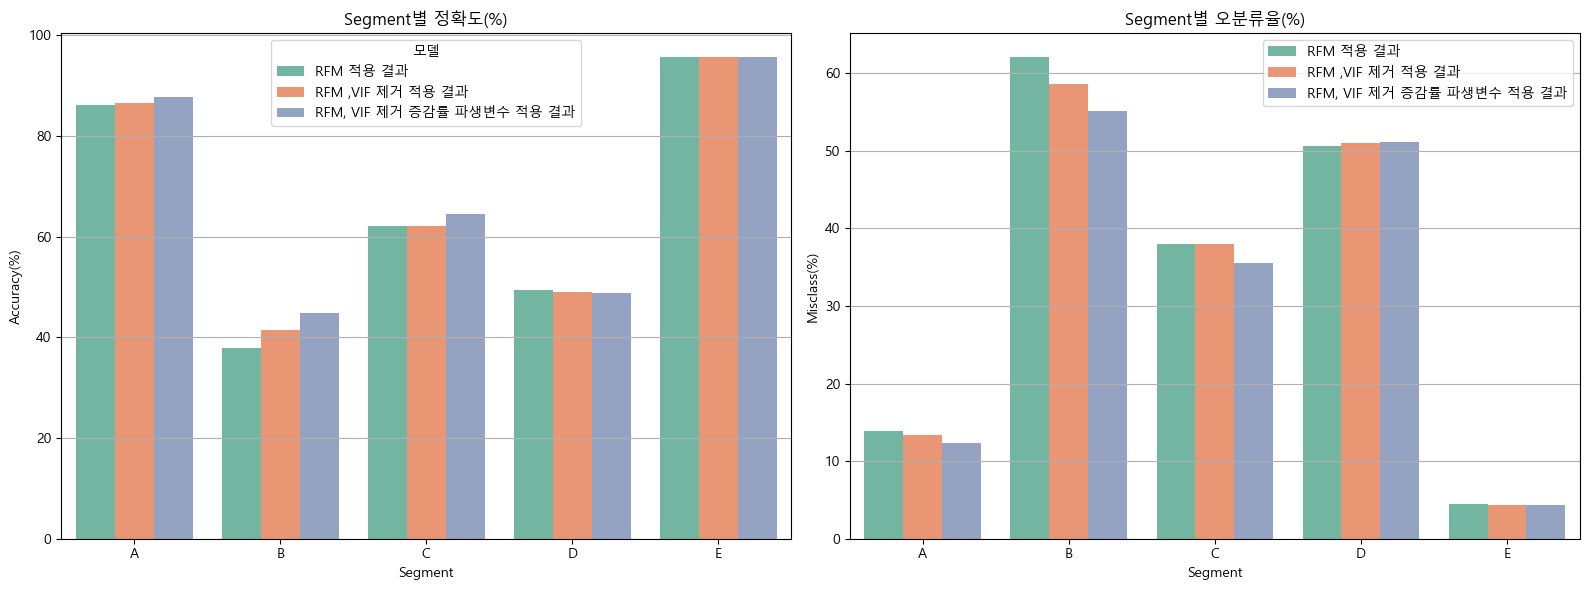 Segment별 정확도(%)
모델
RFM 적용 결과
RFM ,VIF 제거 적용 결과
RFM, VIF 제거 증감률 파생변수 적용 결과
Accuracy(%)
100
80
60
40
20
0
A B C D E
Segment
Segment별 오분류율(%)
RFM 적용 결과
RFM ,VIF 제거 적용 결과
RFM, VIF 제거 증감률 파생변수 적용 결과
Misclass(%)
60
50
40
30
20
10
0
A B C D E
Segment